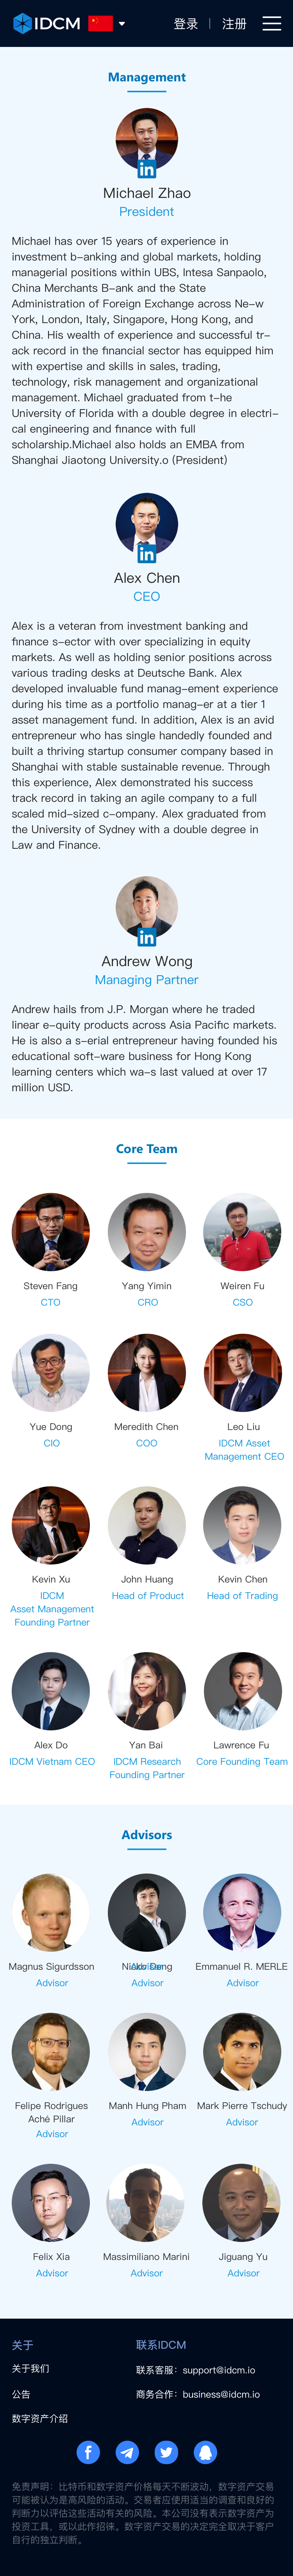 IDCM
登录 | 注册
Management
in
Michael Zhao
President
Michael has over 15 years of experience in
investment b-anking and global markets, holding
managerial positions within UBS, Intesa Sanpaolo,
China Merchants B-ank and the State
Administration of Foreign Exchange across Ne-w
York, London, Italy, Singapore, Hong Kong, and
China. His wealth of experience and successful tr-
ack record in the financial sector has equipped him
with expertise and skills in sales, trading,
technology, risk management and organizational
management. Michael graduated from t-he
University of Florida with a double degree in electri-
cal engineering and finance with full
scholarship.Michael also holds an EMBA from
Shanghai Jiaotong University.o (President)
in
Alex Chen
CEO
Alex is a veteran from investment banking and
finance s-ector with over specializing in equity
markets. As well as holding senior positions across
various trading desks at Deutsche Bank. Alex
developed invaluable fund manag-ement experience
during his time as a portfolio manag-er at a tier 1
asset management fund. In addition, Alex is an avid
entrepreneur who has single handedly founded and
built a thriving startup consumer company based in
Shanghai with stable sustainable revenue. Through
this experience, Alex demonstrated his success
track record in taking an agile company to a full
scaled mid-sized c-ompany. Alex graduated from
the University of Sydney with a double degree in
Law and Finance.
in
Andrew Wong
Managing Partner
Andrew hails from J.P. Morgan where he traded
linear e-quity products across Asia Pacific markets.
He is also a s-erial entrepreneur having founded his
educational soft-ware business for Hong Kong
learning centers which wa-s last valued at over 17
million USD.
Core Team
Steven Fang
CTO
Yang Yimin
CRO
Weiren Fu
CSO
Yue Dong
CIO
Meredith Chen
COO
Leo Liu
IDCM Asset
Management CEO
Kevin Xu
IDCM
Asset Management
Founding Partner
John Huang
Head of Product
Kevin Chen
Head of Trading
Alex Do
IDCM Vietnam CEO
Yan Bai
IDCM Research
Founding Partner
Lawrence Fu
Core Founding Team
Advisors
Magnus Sigurdsson
Advisor
Deng
Advisor
Advisor
Emmanuel R. MERLE
Advisor
Felipe Rodrigues
Aché Pillar
Advisor
Manh Hung Pham
Advisor
Mark Pierre Tschudy
Advisor
Felix Xia
Advisor
Massimiliano Marini
Advisor
Jiguang Yu
Advisor
关于
关于我们
公告
数字资产介绍
联系IDCM
联系客服：support@idcm.io
商务合作：business@idcm.io
免责声明：比特币和数字资产价格每天不断波动，数字资产交易
可能被认为是高风险的活动。交易者应使用适当的调查和良好的
判断力以评估这些活动有关的风险。本公司没有表示数字资产为
投资工具，或以此作招徕。数字资产交易的决定完全取决于客户
自行的独立判断。